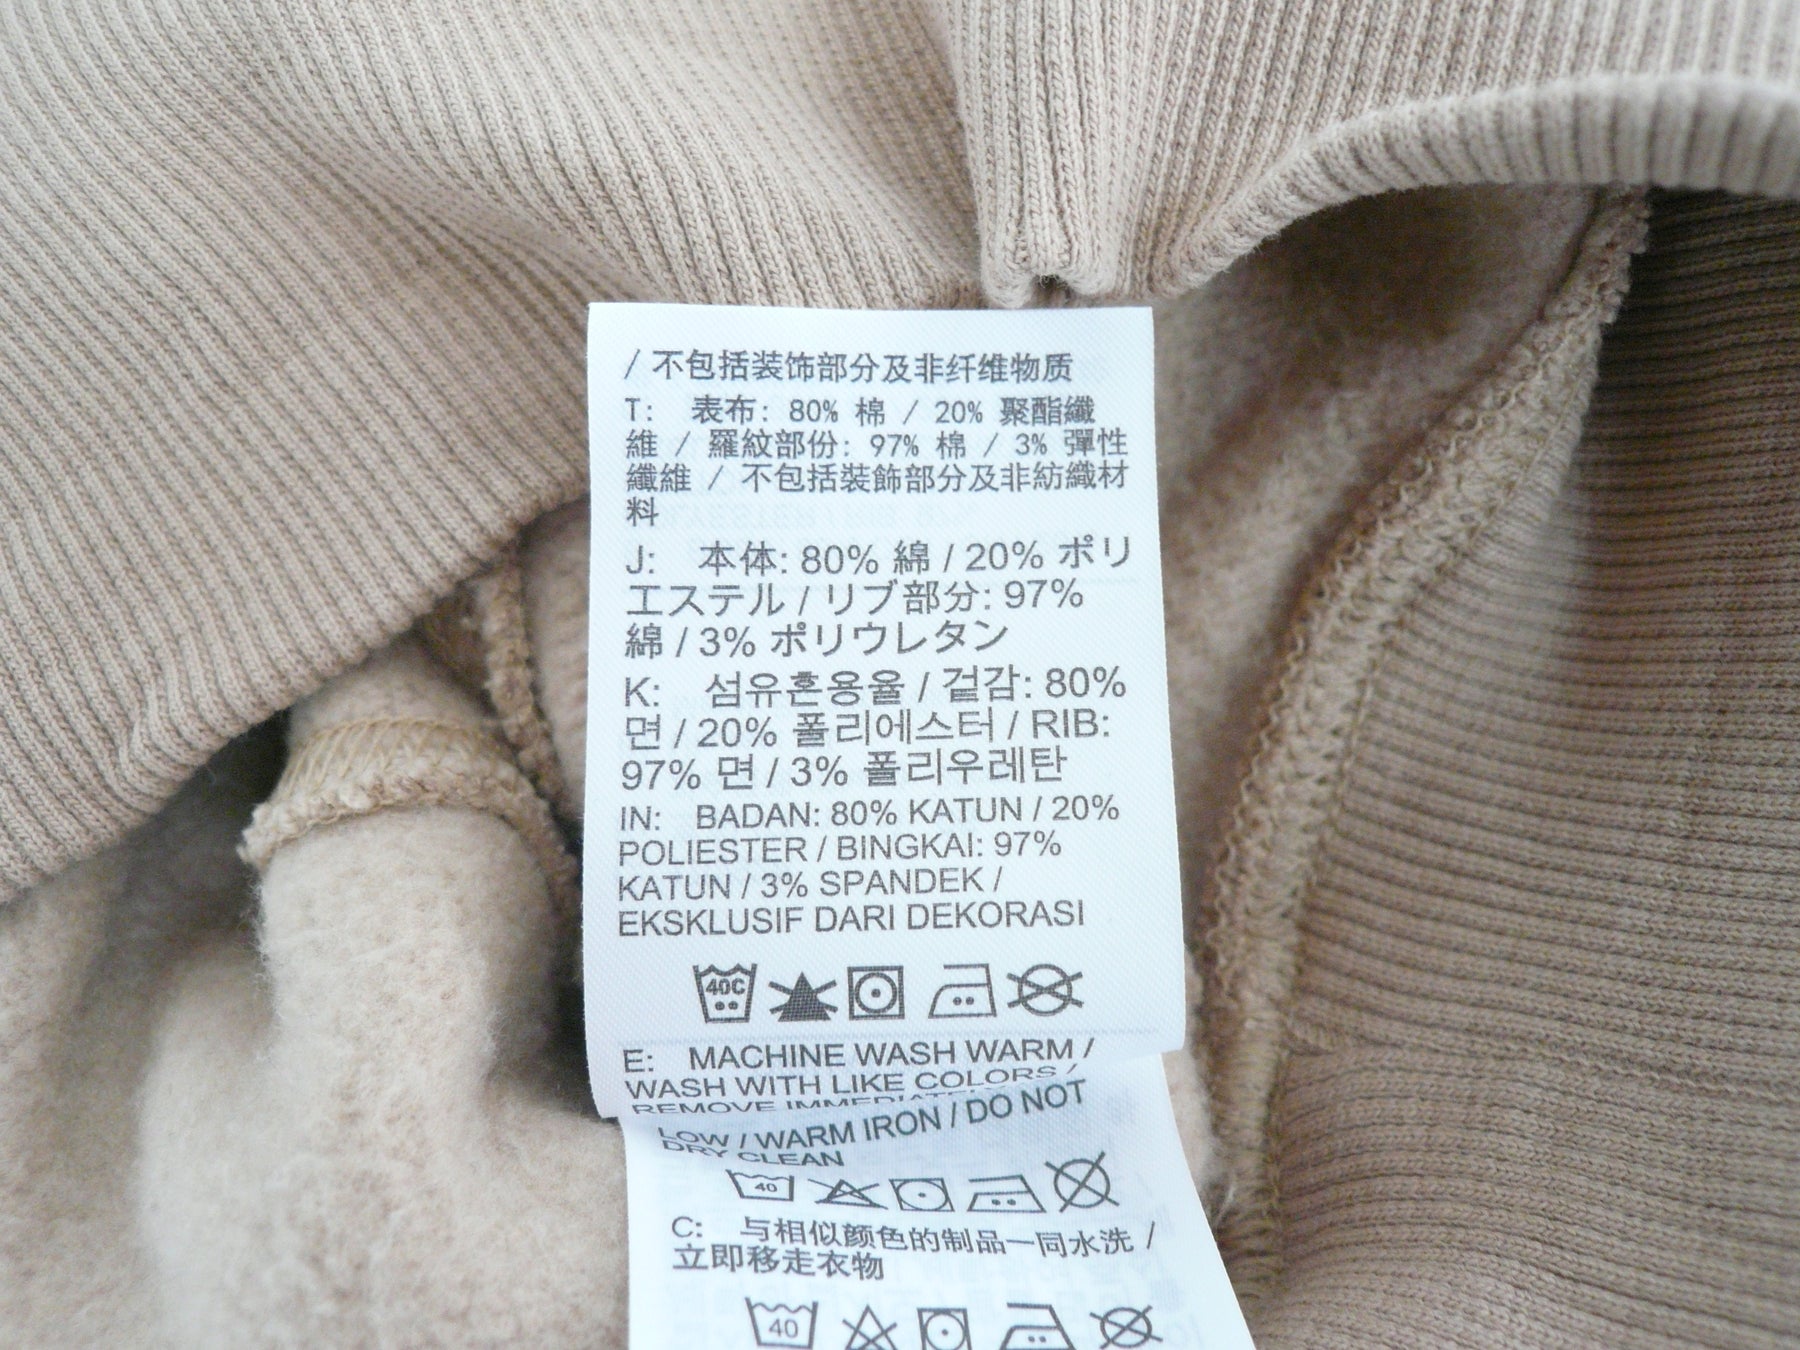 / 不包括装饰部分及非纤维物质
T: 表布: 80% 棉 / 20% 聚酯纖
維 / 羅紋部份: 97% 棉 / 3% 彈性
纖維 / 不包括裝飾部分及非紡織材
料
J: 本体: 80% 綿 / 20% ポリ
エステル / リブ部分: 97%
綿 / 3% ポリウレタン
K: 섬유혼용율 / 겉감: 80%
면 / 20% 폴리에스터 / RIB:
97% 면 / 3% 폴리우레탄
IN: BADAN: 80% KATUN / 20%
POLIESTER / BINGKAI: 97%
KATUN / 3% SPANDEK /
EKSKLUSIF DARI DEKORASI
40C
E: MACHINE WASH WARM /
WASH WITH LIKE COLORS /
REMOVE
LOW / WARM IRON / DO NOT
DRY CLEAN
40
C: 与相似颜色的制品一同水洗 /
立即移走衣物
40